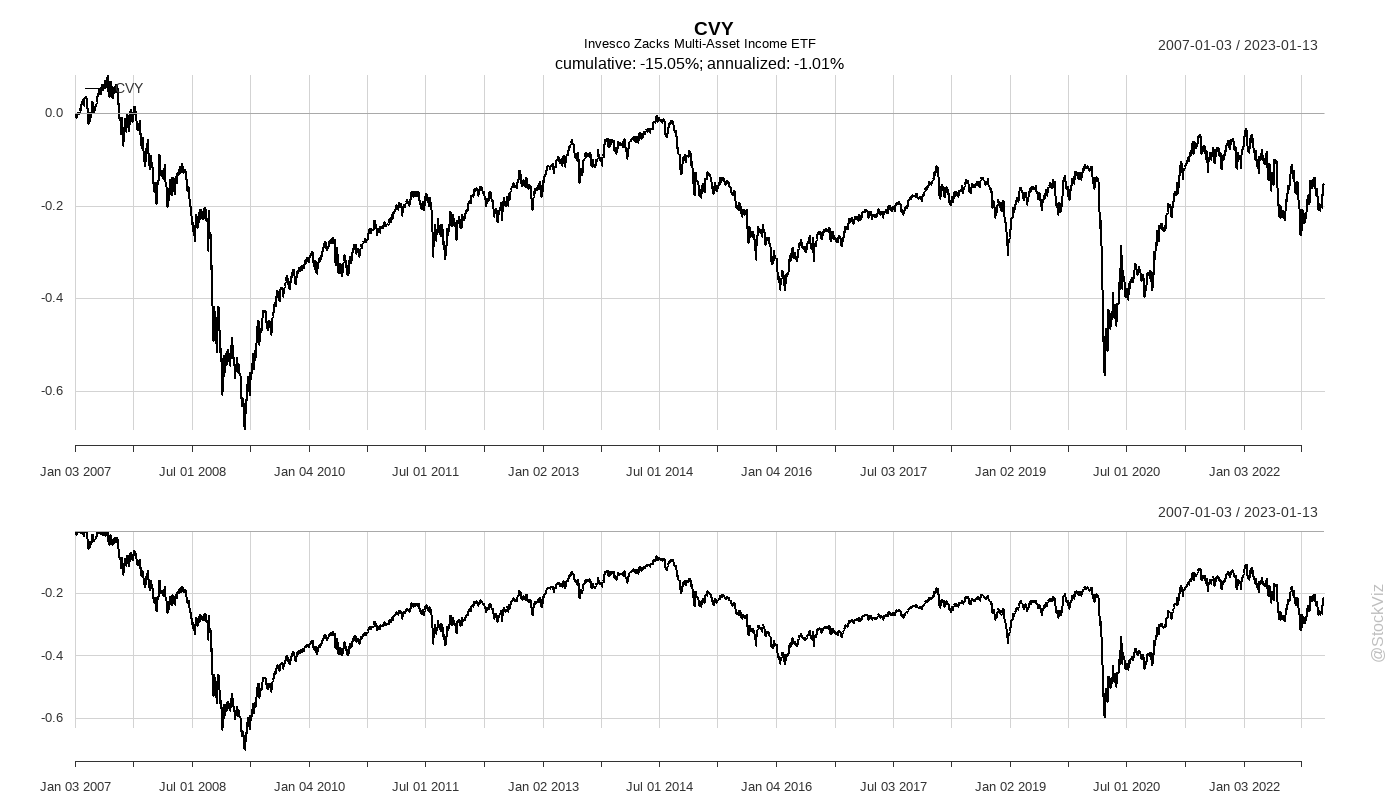 CVY
Invesco Zacks Multi-Asset Income ETF
2007-01-03 / 2023-01-13
cumulative: -15.05%; annualized: -1.01%
CVY
0.0
-0.2
-0.4
-0.6
Jan 03 2007 Jul 01 2008 Jan 04 2010 Jul 01 2011 Jan 02 2013 Jul 01 2014 Jan 04 2016 Jul 03 2017 Jan 02 2019 Jul 01 2020 Jan 03 2022
2007-01-03 / 2023-01-13
-0.2
-0.4
-0.6
Jan 03 2007 Jul 01 2008 Jan 04 2010 Jul 01 2011 Jan 02 2013 Jul 01 2014 Jan 04 2016 Jul 03 2017 Jan 02 2019 Jul 01 2020 Jan 03 2022
@StockViz